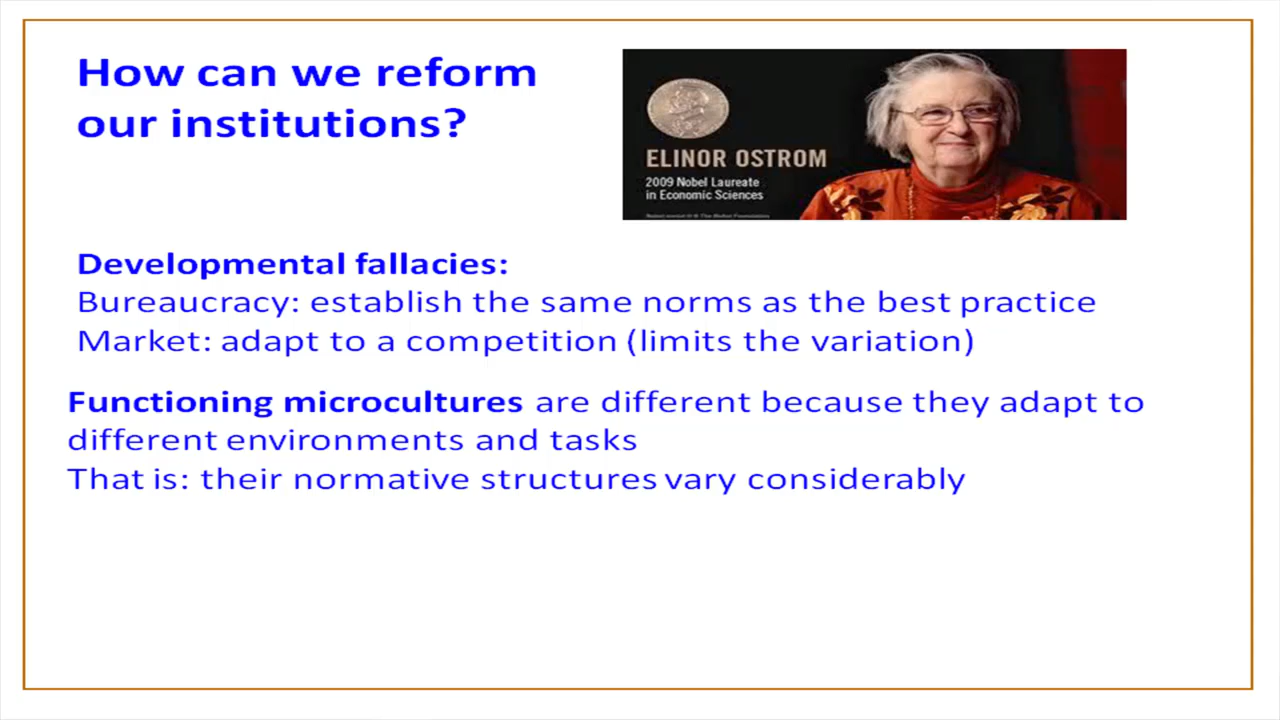 How can we reform
our institutions?
ELINOR OSTROM
2009 Nobel Laureate
in Economic Sciences
Developmental fallacies:
Bureaucracy: establish the same norms as the best practice
Market: adapt to a competition (limits the variation)
Functioning microcultures are different because they adapt to
different environments and tasks
That is: their normative structures vary considerably